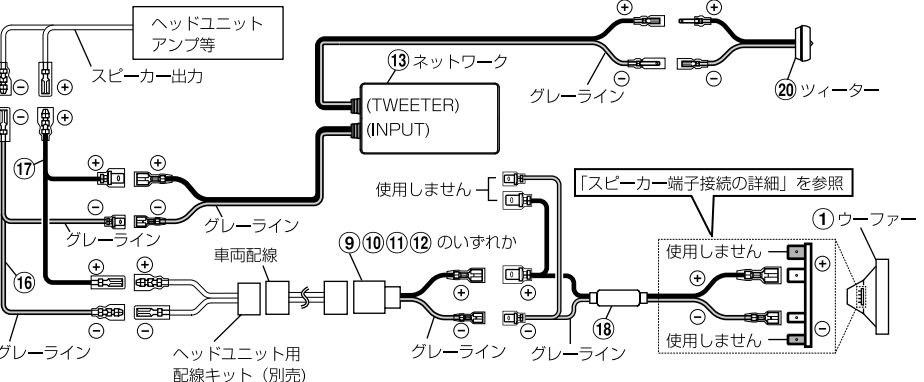 ヘッドユニット
アンプ等
スピーカー出力
⊖
⊕
⊖
⊕
⑬ネットワーク
(TWEETER)
(INPUT)
⊕
⊕
⊖
⊖
グレーライン
⑳ツィーター
⑰
⊕
⊕
⊖
⊖
グレーライン
グレーライン
⑯
⊕
⊕
⊖
⊖
グレーライン
車両配線
ヘッドユニット用
配線キット（別売）
⑨⑩⑪⑫のいずれか
⊕
⊖
グレーライン
使用しません
⊕
⊖
グレーライン
⑱
「スピーカー端子接続の詳細」を参照
①ウーファー
使用しません
⊕
⊕
⊖
⊖
使用しません